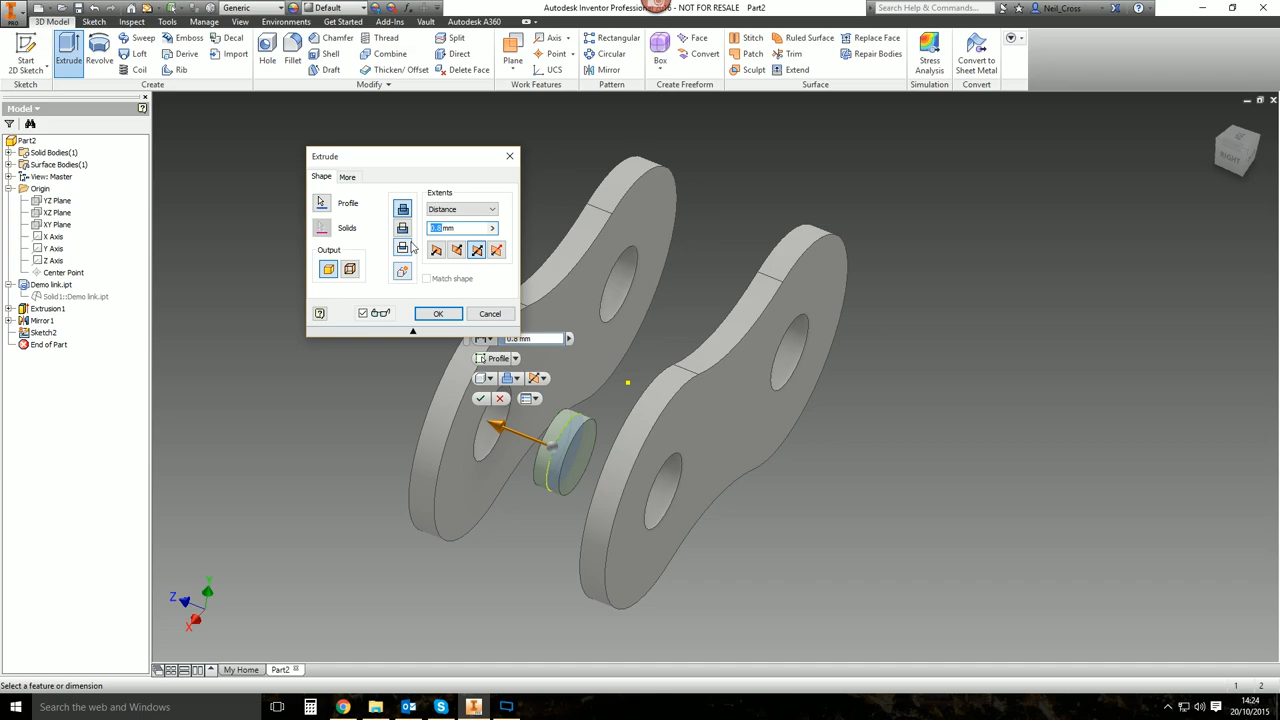 Generic
Default
Autodesk Inventor Professional
- NOT FOR RESALE
Part2
Search Help & Commands...
Neil_Cross
3D Model
Sketch
Inspect
Tools
Manage
View
Environments
Get Started
Add-Ins
Vault
Autodesk A360
Start
2D Sketch
Extrude
Revolve
Sweep
Emboss
Decal
Loft
Derive
Import
Coil
Rib
Hole
Fillet
Chamfer
Thread
Split
Shell
Combine
Direct
Draft
Thicken/ Offset
Delete Face
Plane
Axis
Point
UCS
Rectangular
Circular
Mirror
Box
Face
Convert
Stitch
Ruled Surface
Replace Face
Patch
Trim
Repair Bodies
Sculpt
Extend
Stress
Analysis
Convert to
Sheet Metal
Sketch
Create
Modify
Work Features
Pattern
Create Freeform
Surface
Simulation
Convert
Model
Part2
Solid Bodies(1)
Surface Bodies(1)
View: Master
Origin
YZ Plane
XZ Plane
XY Plane
X Axis
Y Axis
Z Axis
Center Point
Demo link.ipt
Solid1::Demo link.ipt
Extrusion1
Mirror1
Sketch2
End of Part
Extrude
Shape
More
Profile
Solids
Output
Extents
Distance
0.8 mm
Match shape
OK
Cancel
0.8 mm
Profile
RIGHT
Y
Z
X
My Home
Part2
Select a feature or dimension
1
2
Search the web and Windows
14:24
20/10/2015